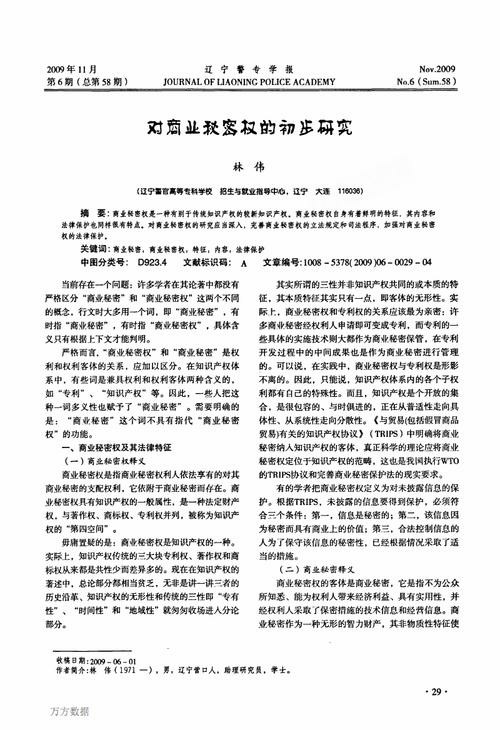 2009年11月
第6期(总第58期)
辽宁警专学报
JOURNAL OF LIAONING POLICE ACADEMY
Nov.2009
No.6(Sum.58)
对商业秘密权的初步研究
林 伟
(辽宁警官高等专科学校 招生与就业指导中心,辽宁 大连 116036)
摘 要:商业秘密权是一种有别于传统知识产权的较新知识产权。商业秘密权自身有着鲜明的特征,其内容和
法律保护也同样很有特点。对商业秘密权的研究应当深入,完善商业秘密权的立法规定和司法程序,加强对商业秘密
权的法律保护。
关键词:商业秘密,商业秘密权,特征,内容,法律保护
中图分类号: D923.4 文献标识码: A 文章编号:1008-5378(2009)06-0029-04
当前存在一个问题:许多学者在其论著中都没有
严格区分“商业秘密”和“商业秘密权”这两个不同
的概念,行文时大多用一个词,即“商业秘密”,有
时指“商业秘密”,有时指“商业秘密权”,具体含
义只有根据上下文才能判明。
严格而言,“商业秘密权”和“商业秘密”是权
利和权利客体的关系,应加以区分。在知识产权体
系中,有些词是兼具权利和权利客体两种含义的,
如“专利”、“知识产权”等。因此,一些人把这
种一词多义性也赋予了“商业秘密”。需要明确的
是:“商业秘密”这个词不具有指代“商业秘密
权”的功能。
一、商业秘密权及其法律特征
(一)商业秘密权释义
商业秘密权是指商业秘密权利人依法享有的对其
商业秘密的支配权利,它依附于商业秘密而存在。商
业秘密权具有知识产权的一般属性,是一种法定财产
权,与著作权、商标权、专利权并列,被称为知识产
权的“第四空间”。
毋庸置疑的是:商业秘密权是知识产权的一种。
实际上,知识产权传统的三大块专利权、著作权和商
标权从来都是共性少而差异多的。现在在知识产权的
著述中,总论部分都相当贫乏,无非是讲一讲三者的
历史沿革、知识产权的无形性和传统的三性即“专有
性”、“时间性”和“地域性”就匆匆收场进入分论
部分。
其实所谓的三性并非知识产权共同的或本质的特
征,其本质特征其实只有一点,即客体的无形性。实
际上,商业秘密权和专利权的关系应该最为亲密:许
多商业秘密经权利人申请即可变成专利,而专利的一
些具体的实施技术则大都作为商业秘密保管,在专利
开发过程中的中间成果也是作为商业秘密进行管理
的。可以说,在实践中,商业秘密权与专利权是形影
不离的。因此,只能说,知识产权体系内的各个子权
利都有自己的特殊性。而且,知识产权是个开放的集
合,是很包容的、与时俱进的,正在从普适性走向具
体性、从系统性走向分散性。《与贸易(包括假冒商品
贸易)有关的知识产权协议》(TRIPS)中明确将商业
秘密纳入知识产权的客体,真正科学的理论应将商业
秘密权定位于知识产权的范畴,这也是我国执行WTO
的TRIPS协议和完善商业秘密保护法的现实要求。
有的学者把商业秘密权定义为对未披露信息的保
护。根据TRIPS,未披露的信息要得到保护,必须符
合三个条件:第一,信息是秘密的;第二,该信息因
为秘密而具有商业上的价值;第三,合法控制信息的
人为了保守该信息的秘密性,已经根据情况采取了适
当的措施。
(二)商业秘密释义
商业秘密权的客体是商业秘密,它是指不为公众
所知悉、能为权利人带来经济利益、具有实用性,并
经权利人采取了保密措施的技术信息和经营信息。商
业秘密作为一种无形的智力财产,其非物质性特征使
收稿日期:2009-06-01
作者简介:林 伟(1971—),男,辽宁营口人,助理研究员,学士。
·29·
万方数据